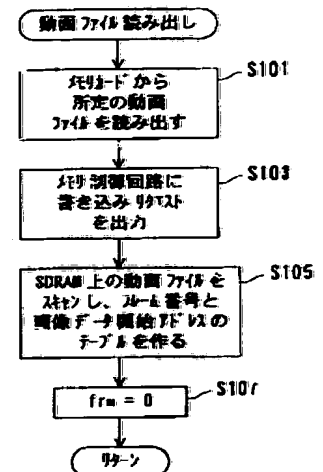 動画ファイル読み出し
メモリカードから
所定の動画
ファイルを読み出す
S101
メモリ制御回路に
書き込みリクエスト
を出力
S103
SDRAM上の動画ファイルを
スキャンし、フレーム番号と
画像データ開始アドレスの
テーブルを作る
S105
frm = 0
S107
リターン